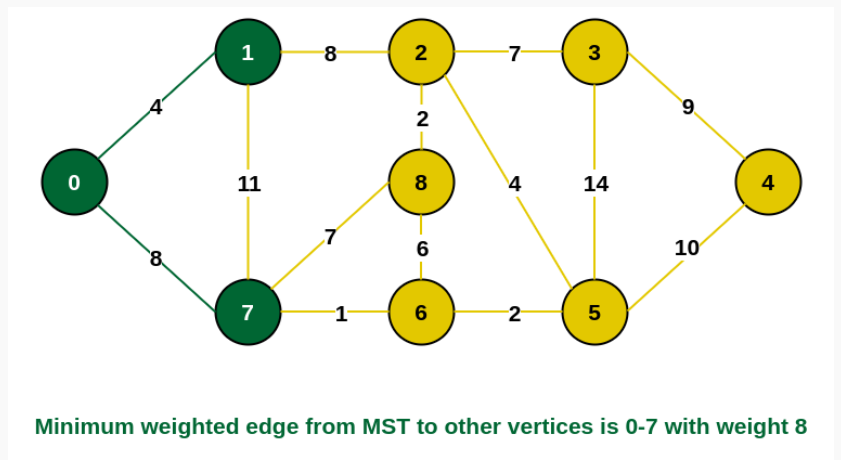 1 8 2 7 3
4 2 9
0 11 8 4 14 4
8 7 6 10
7 1 6 2 5
Minimum weighted edge from MST to other vertices is 0-7 with weight 8